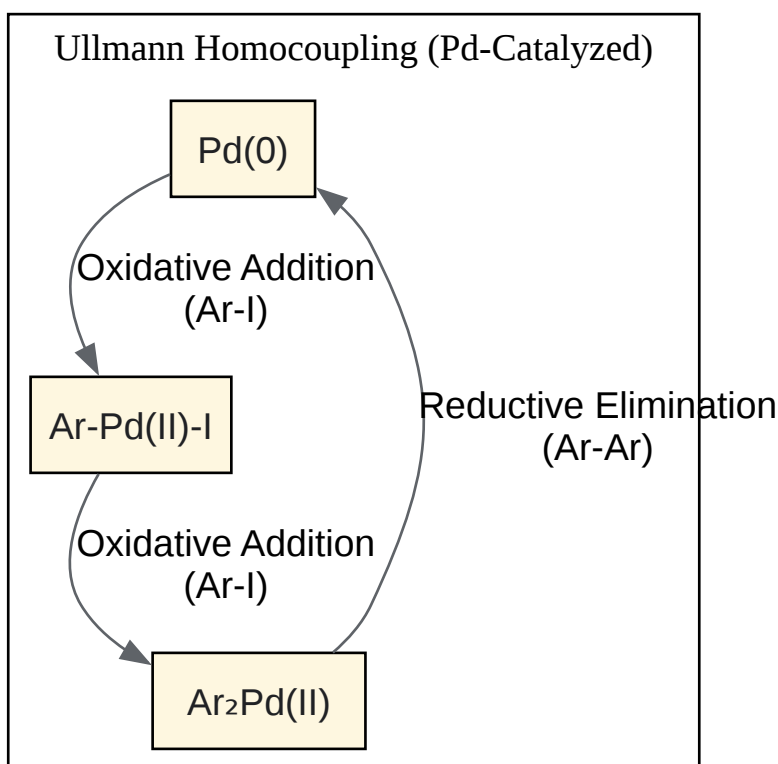 Ullmann Homocoupling (Pd-Catalyzed)
Pd(0)
Oxidative Addition
(Ar-I)
Ar-Pd(II)-I
Reductive Elimination
(Ar-Ar)
Oxidative Addition
(Ar-I)
Ar₂Pd(II)